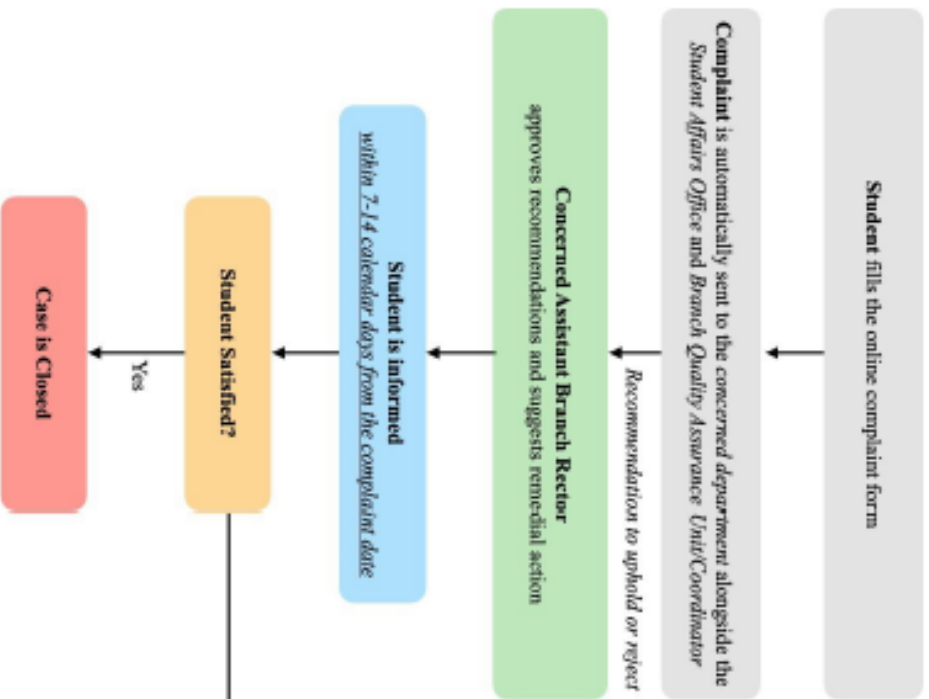 Student fills the online complaint form
Complaint is automatically sent to the concerned department alongside the
Student Affairs Office and Branch Quality Assurance Unit/Coordinator
Recommendation to uphold or reject
Concerned Assistant Branch Rector
approves recommendations and suggests remedial action
Student is informed
within 7-14 calendar days from the complaint date
Student Satisfied?
Yes
Case is Closed